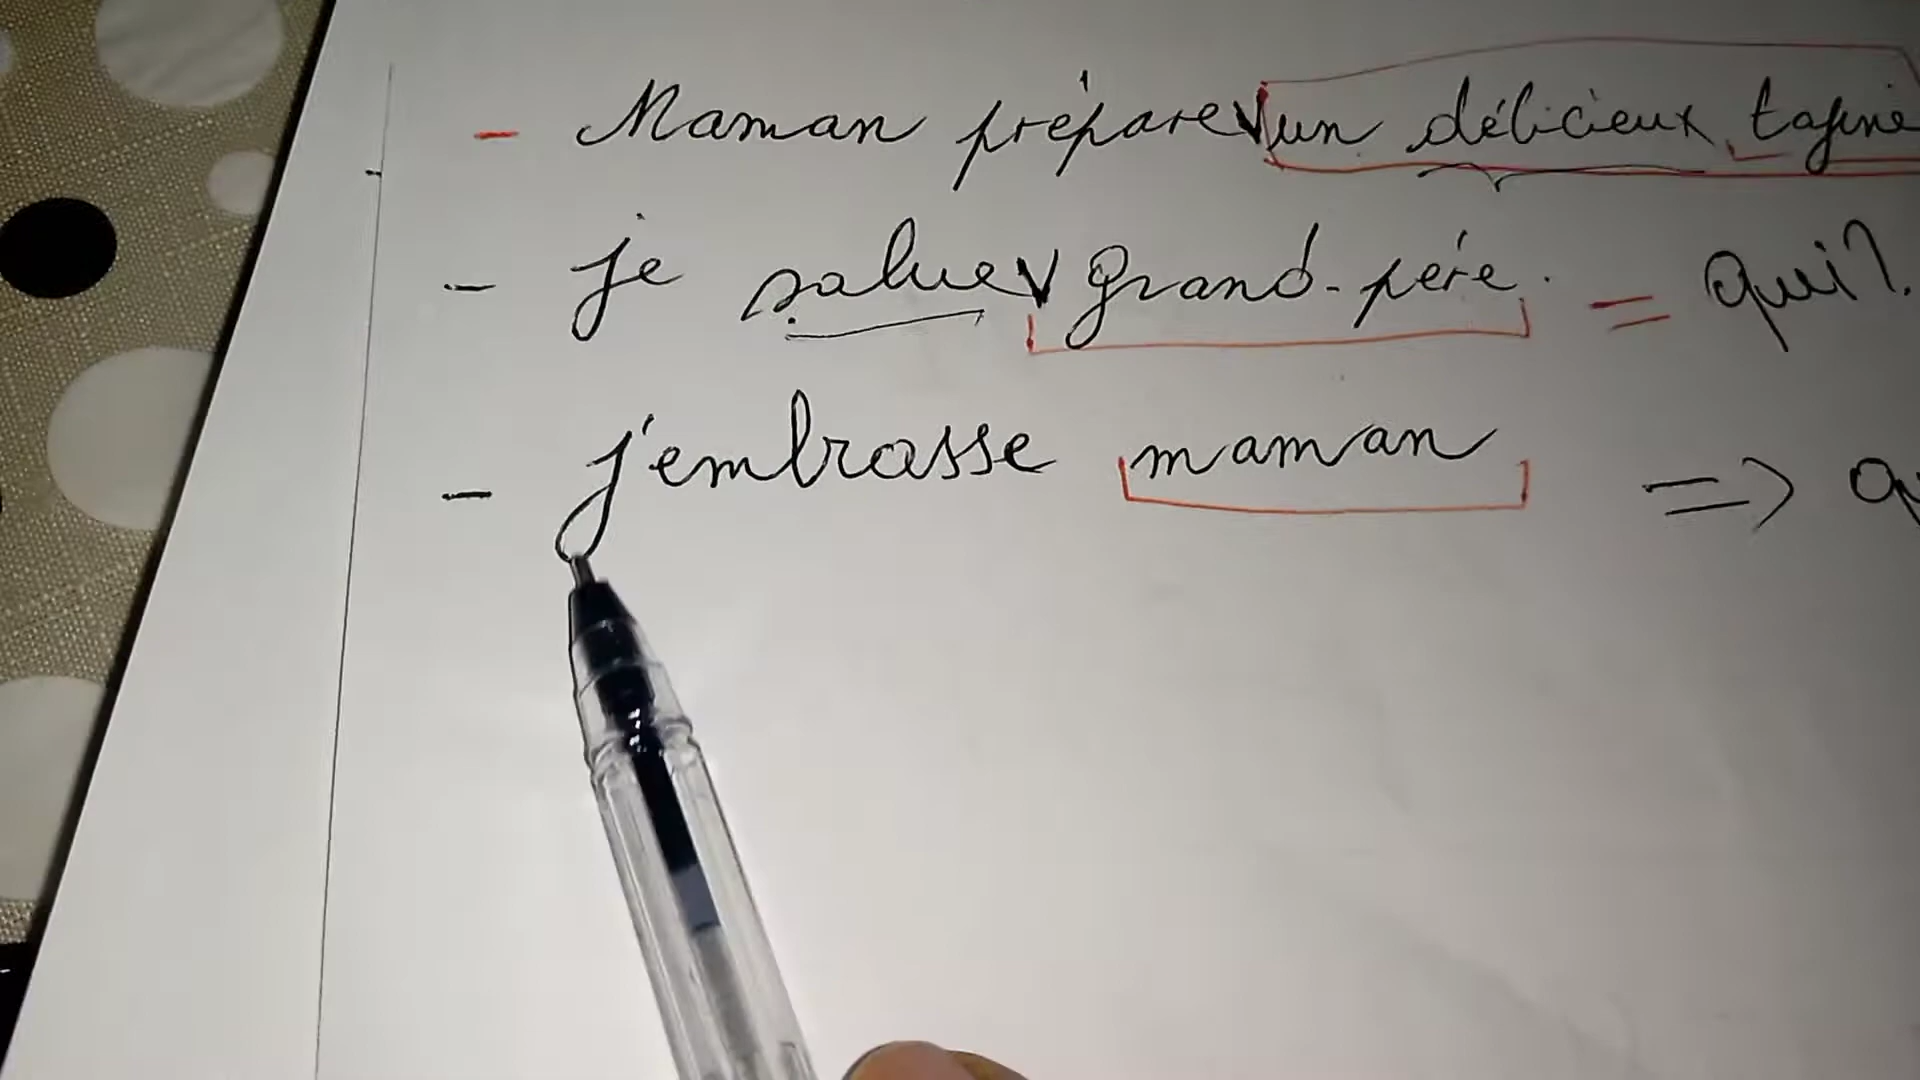 - Maman prépare un délicieux tajine
- je salue grand-père. = qui?
- j'embrasse maman =>